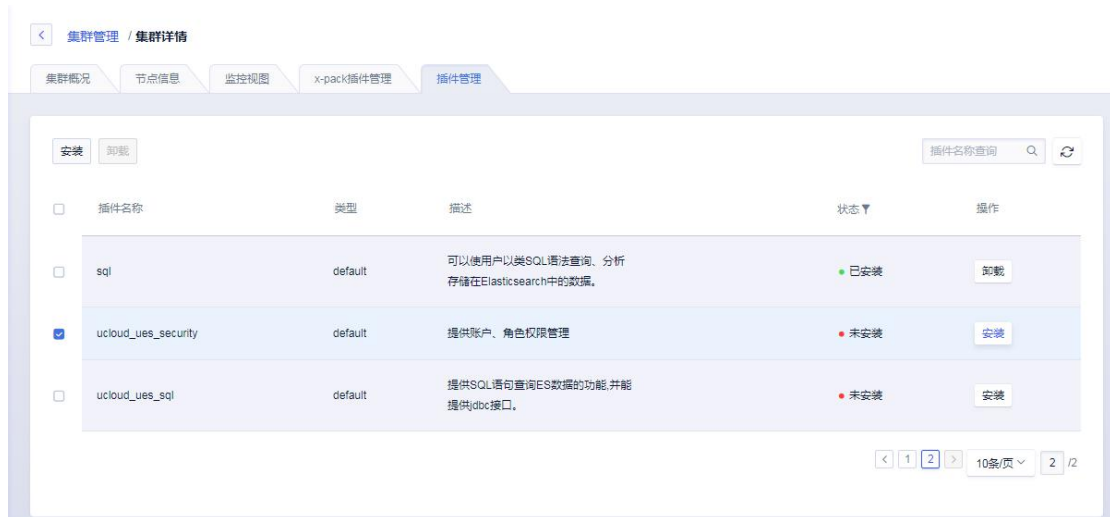 集群管理 / 集群详情
集群概况 节点信息 监控视图 x-pack插件管理 插件管理
安装 卸载 插件名称查询
插件名称 类型 描述 状态 操作
sql default 可以使用户以类SQL语法查询、分析
存储在Elasticsearch中的数据。 已安装 卸载
ucloud_ues_security default 提供账户、角色权限管理 未安装 安装
ucloud_ues_sql default 提供SQL语句查询ES数据的功能,并能
提供jdbc接口。 未安装 安装
< 1 2 > 10条/页 2 /2